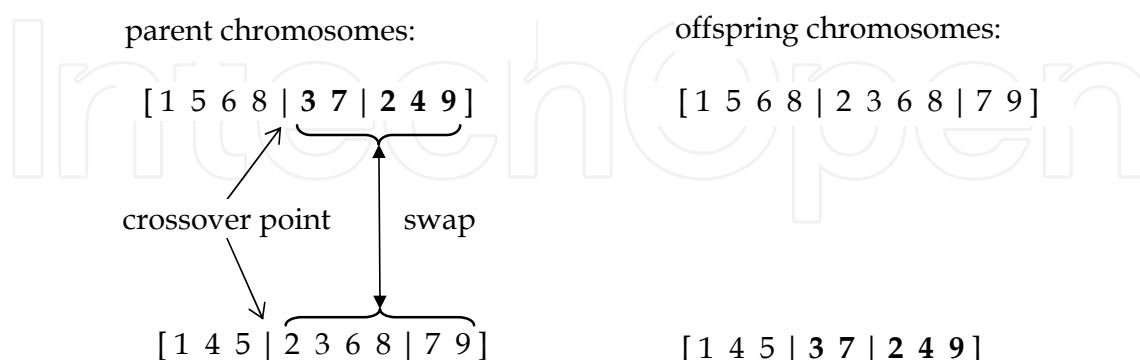 parent chromosomes:
offspring chromosomes:
[ 1 5 6 8 | 3 7 | 2 4 9 ]
[ 1 5 6 8 | 2 3 6 8 | 7 9 ]
crossover point
swap
[ 1 4 5 | 2 3 6 8 | 7 9 ]
[ 1 4 5 | 3 7 | 2 4 9 ]
IntechOpen